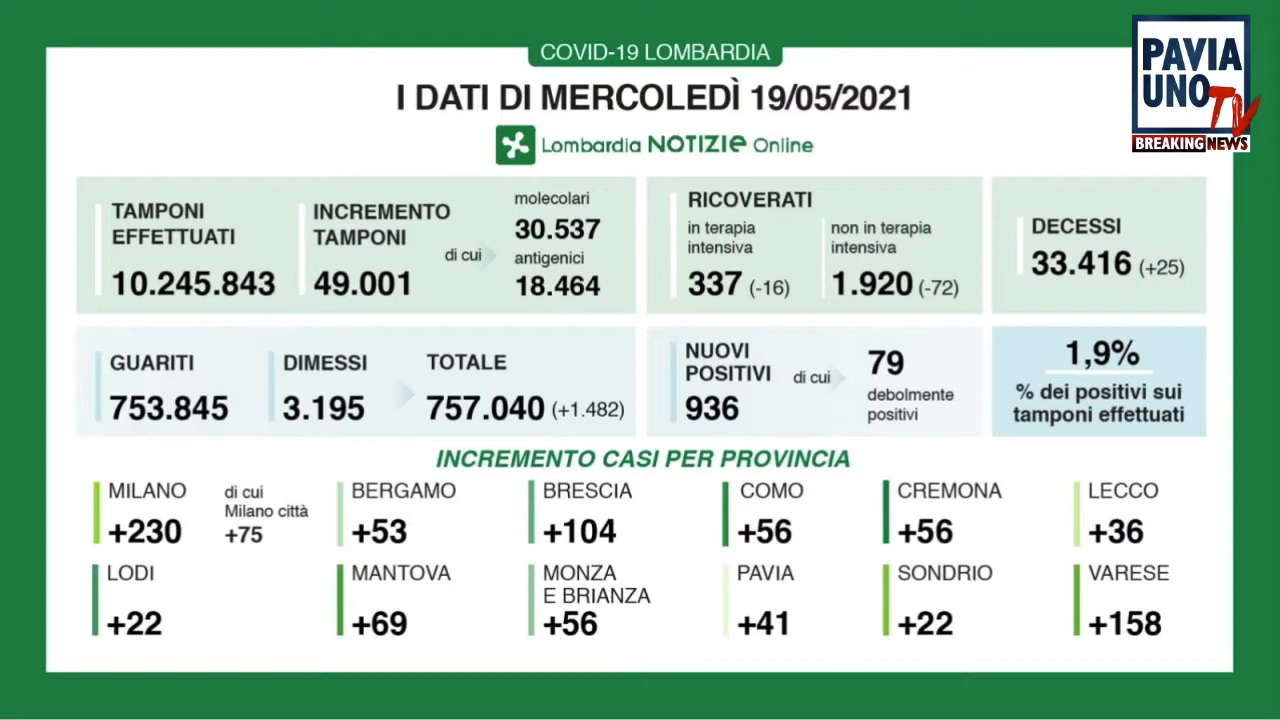 COVID-19 LOMBARDIA
I DATI DI MERCOLEDÌ 19/05/2021
Lombardia NOTIZIE Online
PAVIA
UNO TV
BREAKING NEWS
TAMPONI
EFFETTUATI
10.245.843
INCREMENTO
TAMPONI
49.001
di cui
molecolari
30.537
antigenici
18.464
RICOVERATI
in terapia
intensiva
337 (-16)
non in terapia
intensiva
1.920 (-72)
DECESSI
33.416 (+25)
GUARITI
753.845
DIMESSI
3.195
TOTALE
757.040 (+1.482)
NUOVI
POSITIVI
936
di cui
79
debolmente
positivi
1,9%
% dei positivi sui
tamponi effettuati
INCREMENTO CASI PER PROVINCIA
MILANO
+230
di cui
Milano città
+75
BERGAMO
+53
BRESCIA
+104
COMO
+56
CREMONA
+56
LECCO
+36
LODI
+22
MANTOVA
+69
MONZA
E BRIANZA
+56
PAVIA
+41
SONDRIO
+22
VARESE
+158